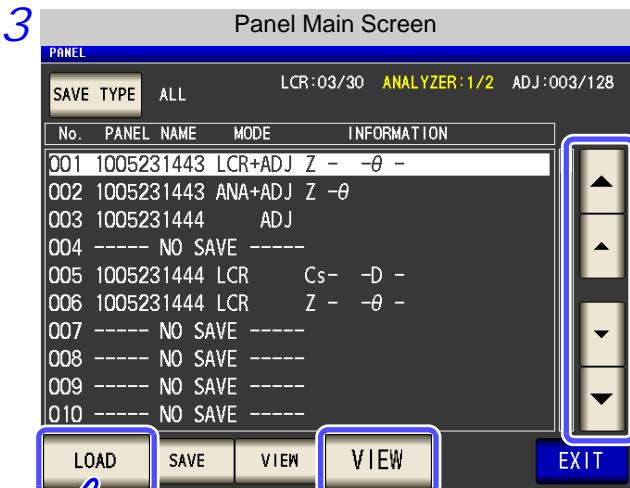 3
Panel Main Screen
PANEL
SAVE TYPE ALL LCR:03/30 ANALYZER:1/2 ADJ:003/128
No. PANEL NAME MODE INFORMATION
001 1005231443 LCR+ADJ Z - -θ -
002 1005231443 ANA+ADJ Z -θ
003 1005231444 ADJ
004 ----- NO SAVE -----
005 1005231444 LCR Cs- -D -
006 1005231444 LCR Z - -θ -
007 ----- NO SAVE -----
008 ----- NO SAVE -----
009 ----- NO SAVE -----
010 ----- NO SAVE -----
LOAD SAVE VIEW VIEW EXIT